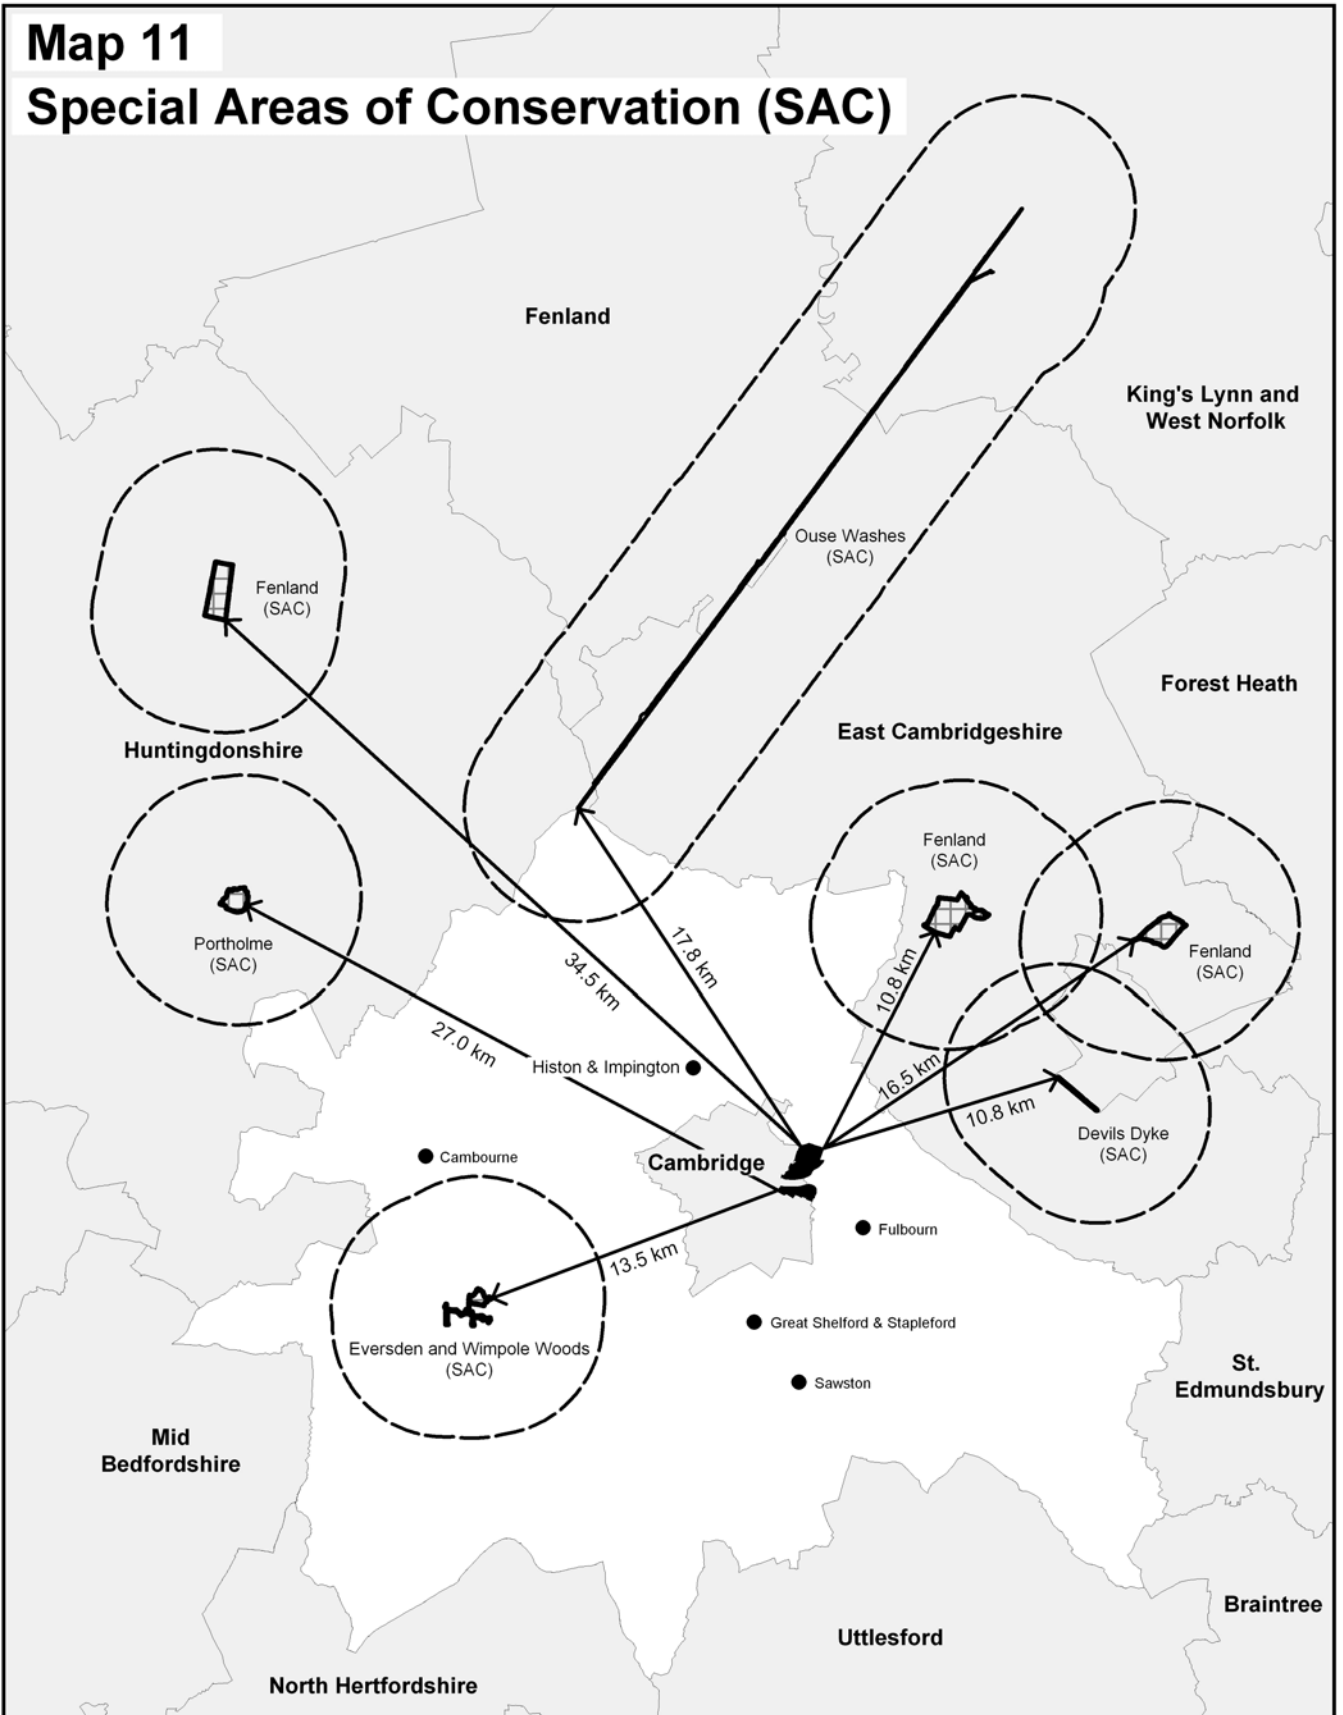 Map 11
Special Areas of Conservation (SAC)
Fenland
King's Lynn and
West Norfolk
Ouse Washes
(SAC)
Fenland
(SAC)
Forest Heath
East Cambridgeshire
Huntingdonshire
Fenland
(SAC)
Portholme
(SAC)
Fenland
(SAC)
17.8 km
34.5 km
10.8 km
27.0 km
Histon & Impington
16.5 km
10.8 km
Devils Dyke
(SAC)
Cambourne
Cambridge
Fulbourn
13.5 km
Great Shelford & Stapleford
Eversden and Wimpole Woods
(SAC)
Sawston
St.
Edmundsbury
Mid
Bedfordshire
Braintree
Uttlesford
North Hertfordshire